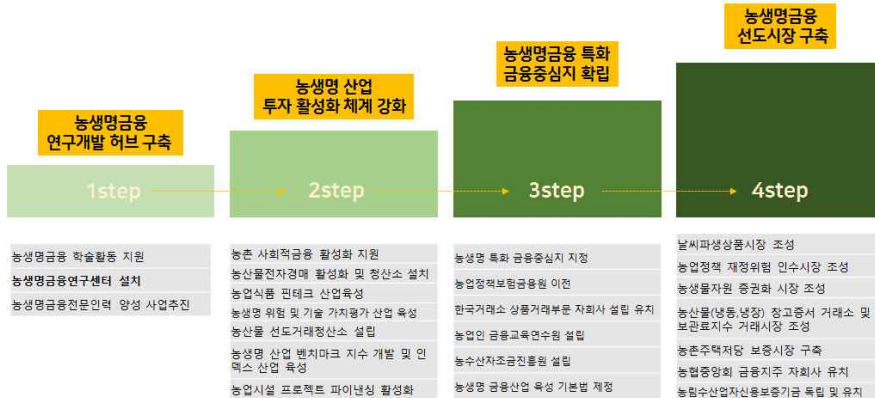 농생명금융
연구개발 허브 구축
1step
농생명금융 학술활동 지원
농생명금융연구센터 설치
농생명금융전문인력 양성 사업추진
농생명 산업
투자 활성화 체계 강화
2step
농촌 사회적금융 활성화 지원
농산물전자경매 활성화 및 청산소 설치
농업식품 핀테크 산업육성
농생명 위험 및 기술 가치평가 산업 육성
농산물 선도거래청산소 설립
농생명 산업 벤치마크 지수 개발 및 인
덱스 산업 육성
농업시설 프로젝트 파이낸싱 활성화
농생명금융 특화
금융중심지 확립
3step
농생명 특화 금융중심지 지정
농업정책보험금융원 이전
한국거래소 상품거래부문 자회사 설립 유치
농업인 금융교육연수원 설립
농수산자조금진흥원 설립
농생명 금융산업 육성 기본법 제정
농생명금융
선도시장 구축
4step
날씨파생상품시장 조성
농업정책 재정위험 인수시장 조성
농생물자원 증권화 시장 조성
농산물(냉동,냉장) 창고증서 거래소 및
보관료지수 거래시장 조성
농촌주택저당 보증시장 구축
농협중앙회 금융지주 자회사 유치
농림수산업자신용보증기금 독립 및 유치